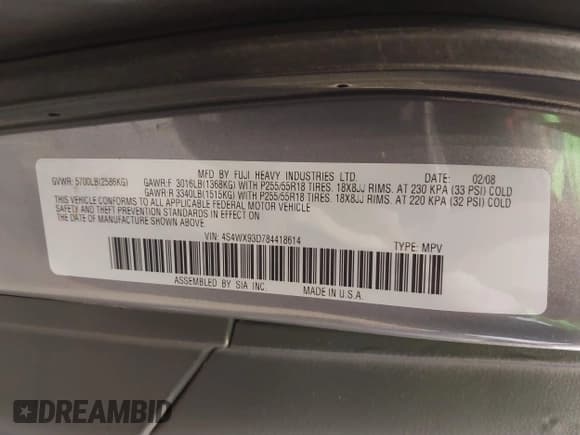 MFD BY FUJI HEAVY INDUSTRIES LTD. DATE: 02/08
GVWR: 5700LB(2586KG) GAWR:F 3016LB(1368KG) WITH P255/55R18 TIRES. 18X8JJ RIMS. AT 230 KPA (33 PSI) COLD
GAWR:R 3340LB(1515KG) WITH P255/55R18 TIRES. 18X8JJ RIMS. AT 220 KPA (32 PSI) COLD
THIS VEHICLE CONFORMS TO ALL APPLICABLE FEDERAL MOTOR VEHICLE
SAFETY AND THEFT PREVENTION STANDARDS IN EFFECT ON
THE DATE OF MANUFACTURE SHOWN ABOVE.
VIN: 4S4WX93D784418614 TYPE: MPV
ASSEMBLED BY SIA INC. MADE IN U.S.A.
DREAMBID